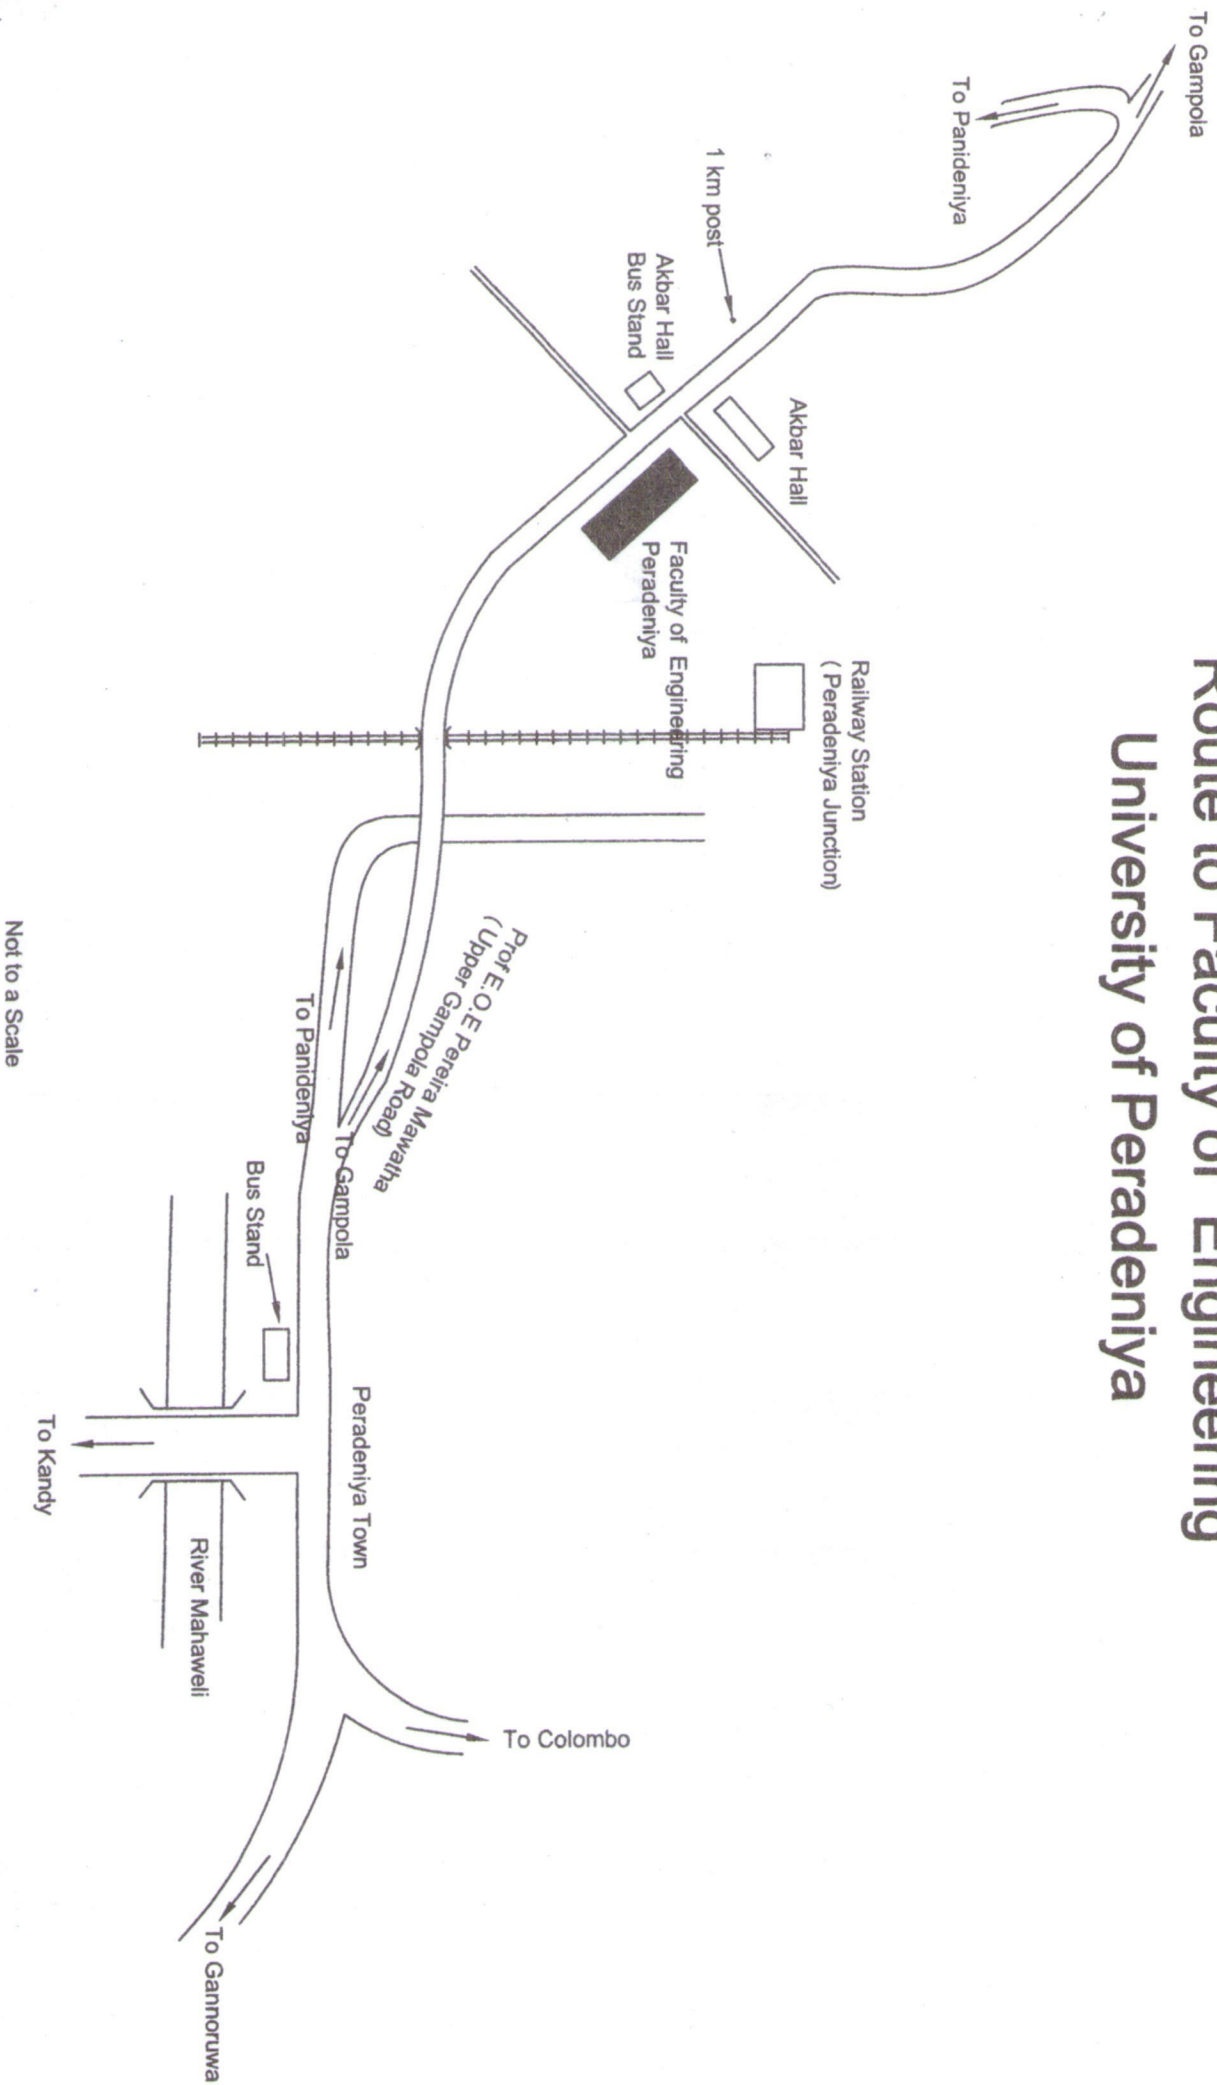 Route to Faculty of Engineering
University of Peradeniya
To Gampola
To Panideniya
1 km post
Akbar Hall
Bus Stand
Akbar Hall
Faculty of Engineering
Peradeniya
Railway Station
( Peradeniya Junction)
Prof E.O.E Pereira Mawatha
( Upper Gampola Road)
To Panideniya
To Gampola
Bus Stand
Peradeniya Town
To Kandy
River Mahaweli
To Colombo
To Gannoruwa
Not to a Scale